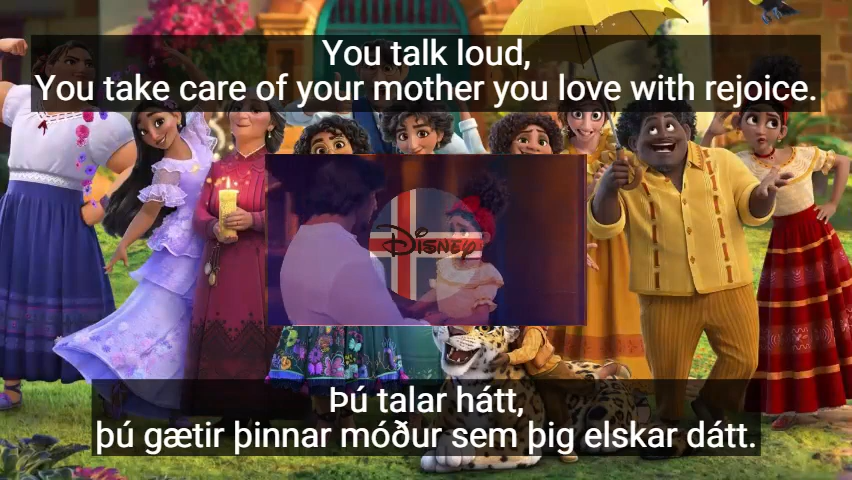 You talk loud,
You take care of your mother you love with rejoice.
Disney
Þú talar hátt,
þú gætir þinnar móður sem þig elskar dátt.